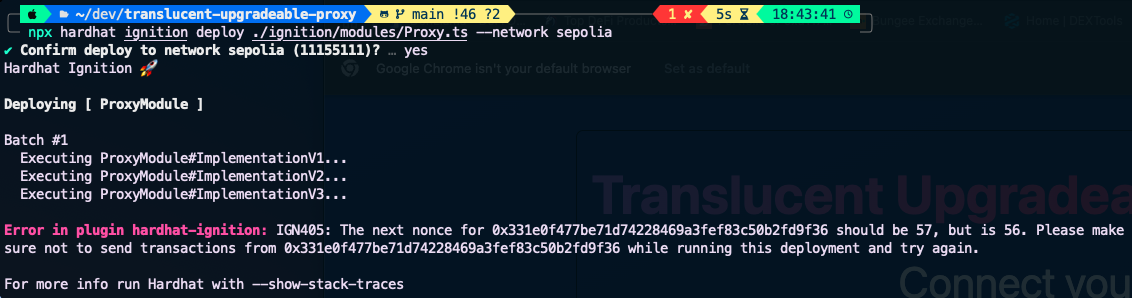 ~/dev/translucent-upgradeable-proxy main !46 ?2 1 ✘ 5s 18:43:41
npx hardhat ignition deploy ./ignition/modules/Proxy.ts --network sepolia
✔ Confirm deploy to network sepolia (11155111)? … yes
Google Chrome isn't your default browser Set as default
Hardhat Ignition 🚀
Deploying [ ProxyModule ]
Batch #1
Executing ProxyModule#ImplementationV1...
Executing ProxyModule#ImplementationV2...
Executing ProxyModule#ImplementationV3...
Translucent Upgradea
Error in plugin hardhat-ignition: IGN405: The next nonce for 0x331e0f477be71d74228469a3fef83c50b2fd9f36 should be 57, but is 56. Please make
sure not to send transactions from 0x331e0f477be71d74228469a3fef83c50b2fd9f36 while running this deployment and try again.
Connect you
For more info run Hardhat with --show-stack-traces